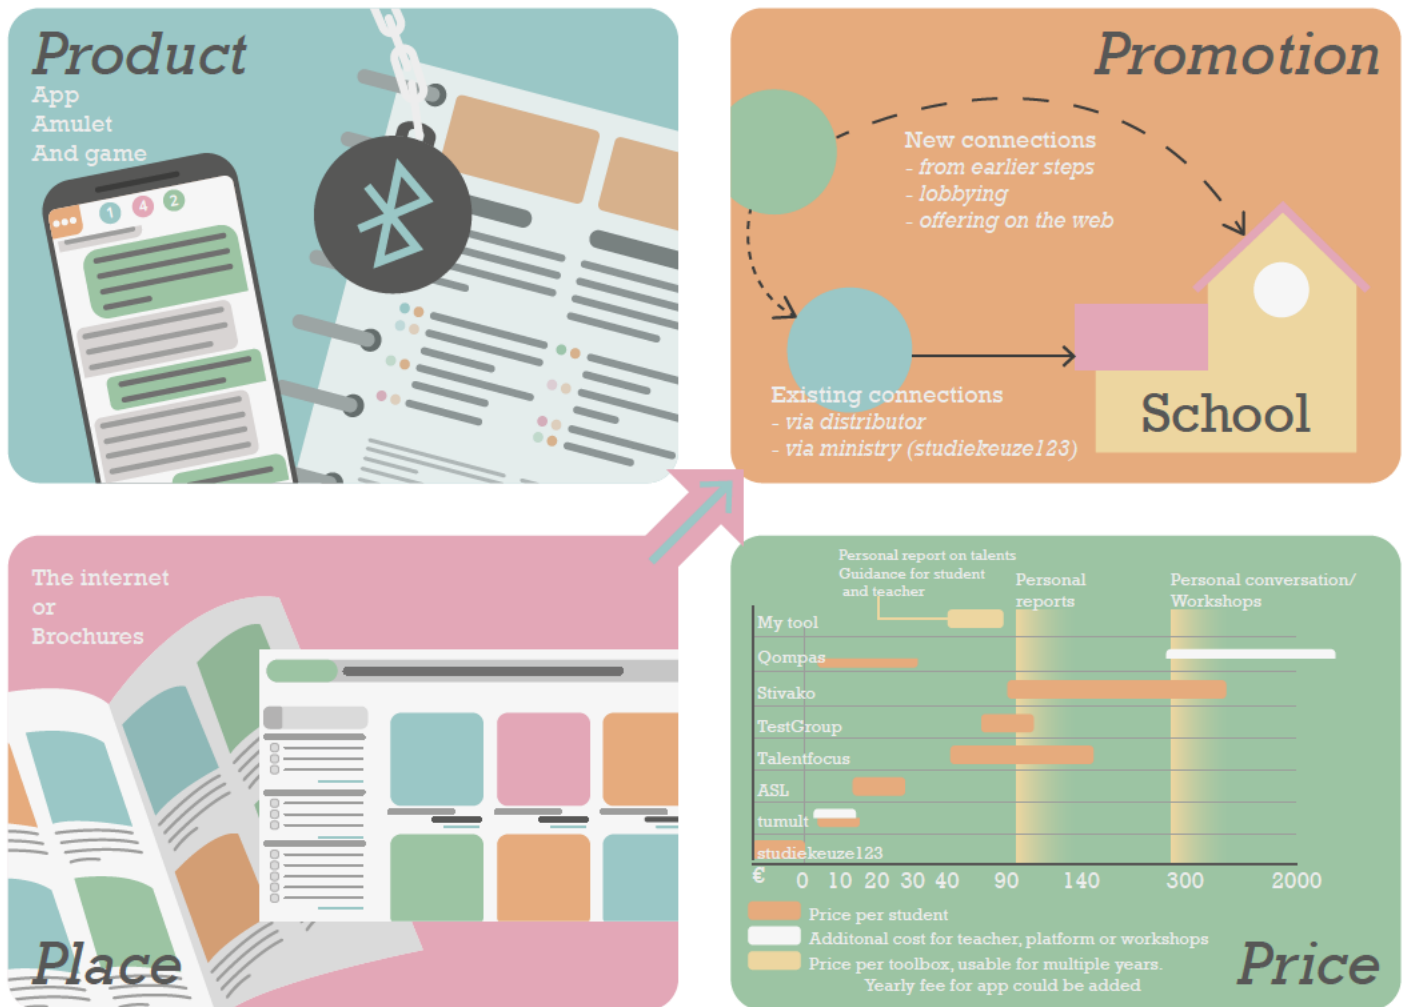 Product
App
Amulet
And game
1 4 2
Promotion
New connections
- from earlier steps
- lobbying
- offering on the web
Existing connections
- via distributor
- via ministry (studiekeuze123)
School
The internet
or
Brochures
Place
Personal report on talents
Guidance for student
and teacher
Personal
reports
Personal conversation/
Workshops
My tool
Qompas
Stivako
TestGroup
Talentfocus
ASL
tumult
studiekeuze123
€ 0 10 20 30 40 90 140 300 2000
Price per student
Additonal cost for teacher, platform or workshops
Price per toolbox, usable for multiple years.
Yearly fee for app could be added
Price